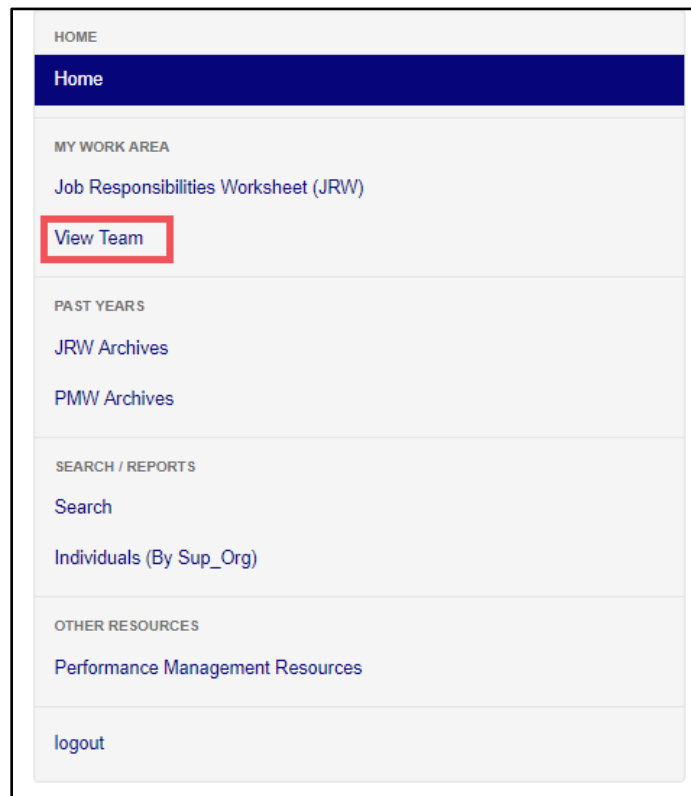 HOME
Home
MY WORK AREA
Job Responsibilities Worksheet (JRW)
View Team
PAST YEARS
JRW Archives
PMW Archives
SEARCH / REPORTS
Search
Individuals (By Sup_Org)
OTHER RESOURCES
Performance Management Resources
logout